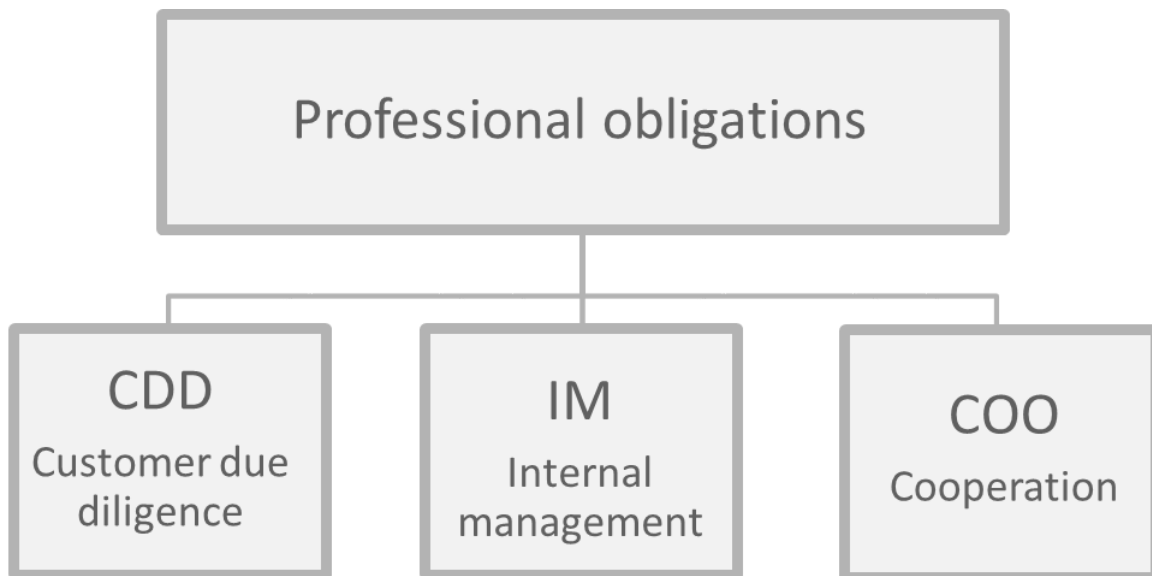 Professional obligations
CDD
Customer due
diligence
IM
Internal
management
COO
Cooperation